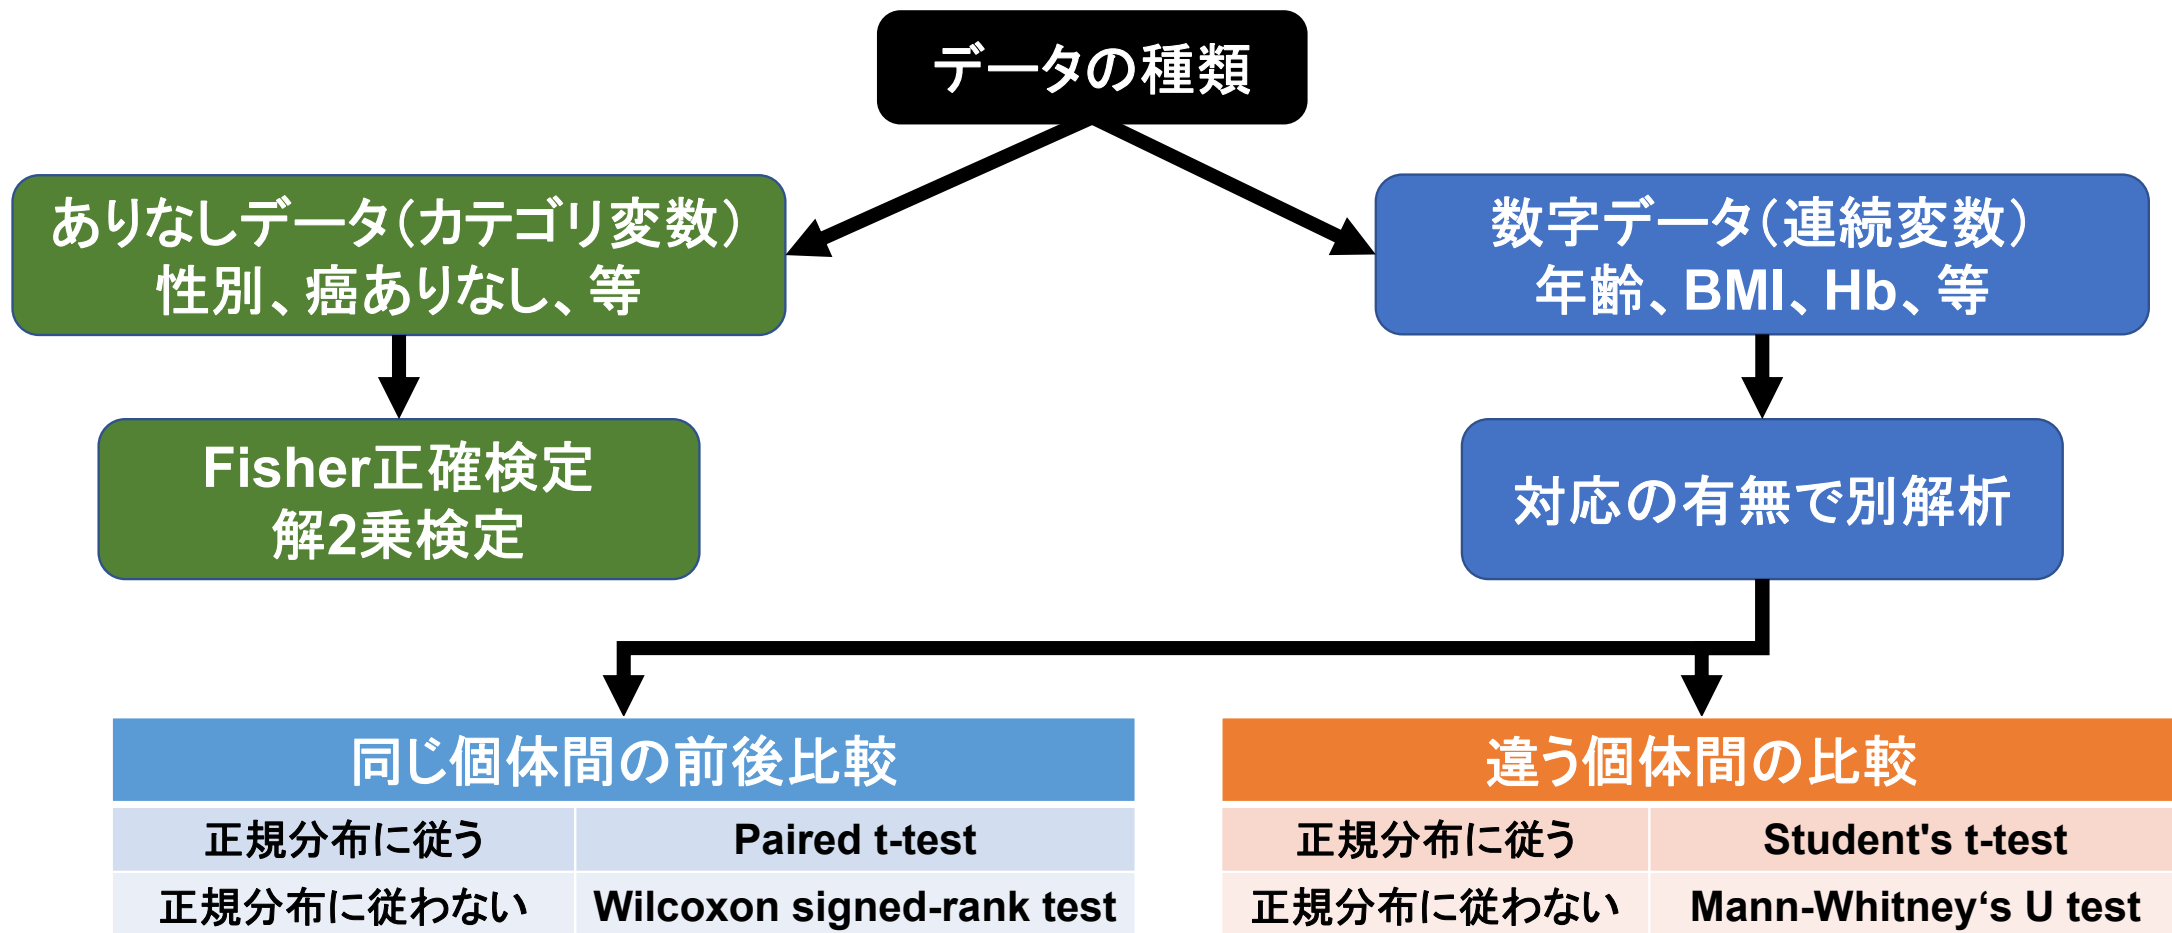 データの種類
ありなしデータ（カテゴリ変数）
性別、癌ありなし、等
数字データ（連続変数）
年齢、BMI、Hb、等
Fisher正確検定
解2乗検定
対応の有無で別解析
同じ個体間の前後比較
正規分布に従う Paired t-test
正規分布に従わない Wilcoxon signed-rank test
違う個体間の比較
正規分布に従う Student's t-test
正規分布に従わない Mann-Whitney‘s U test